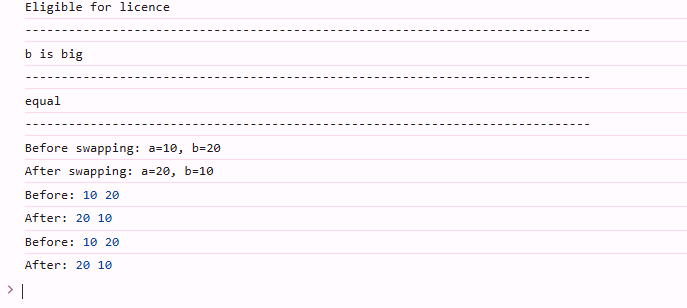 Eligible for licence
------------------------------------------------------------------------------
b is big
------------------------------------------------------------------------------
equal
------------------------------------------------------------------------------
Before swapping: a=10, b=20
After swapping: a=20, b=10
Before: 10 20
After: 20 10
Before: 10 20
After: 20 10
>